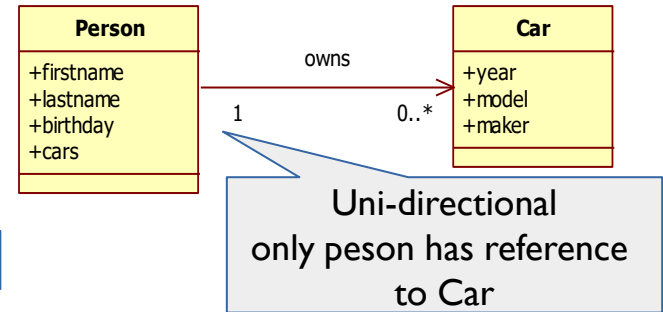 Person
+firstname
+lastname
+birthday
+cars
owns
1
0..*
Car
+year
+model
+maker
Uni-directional
only peson has reference
to Car